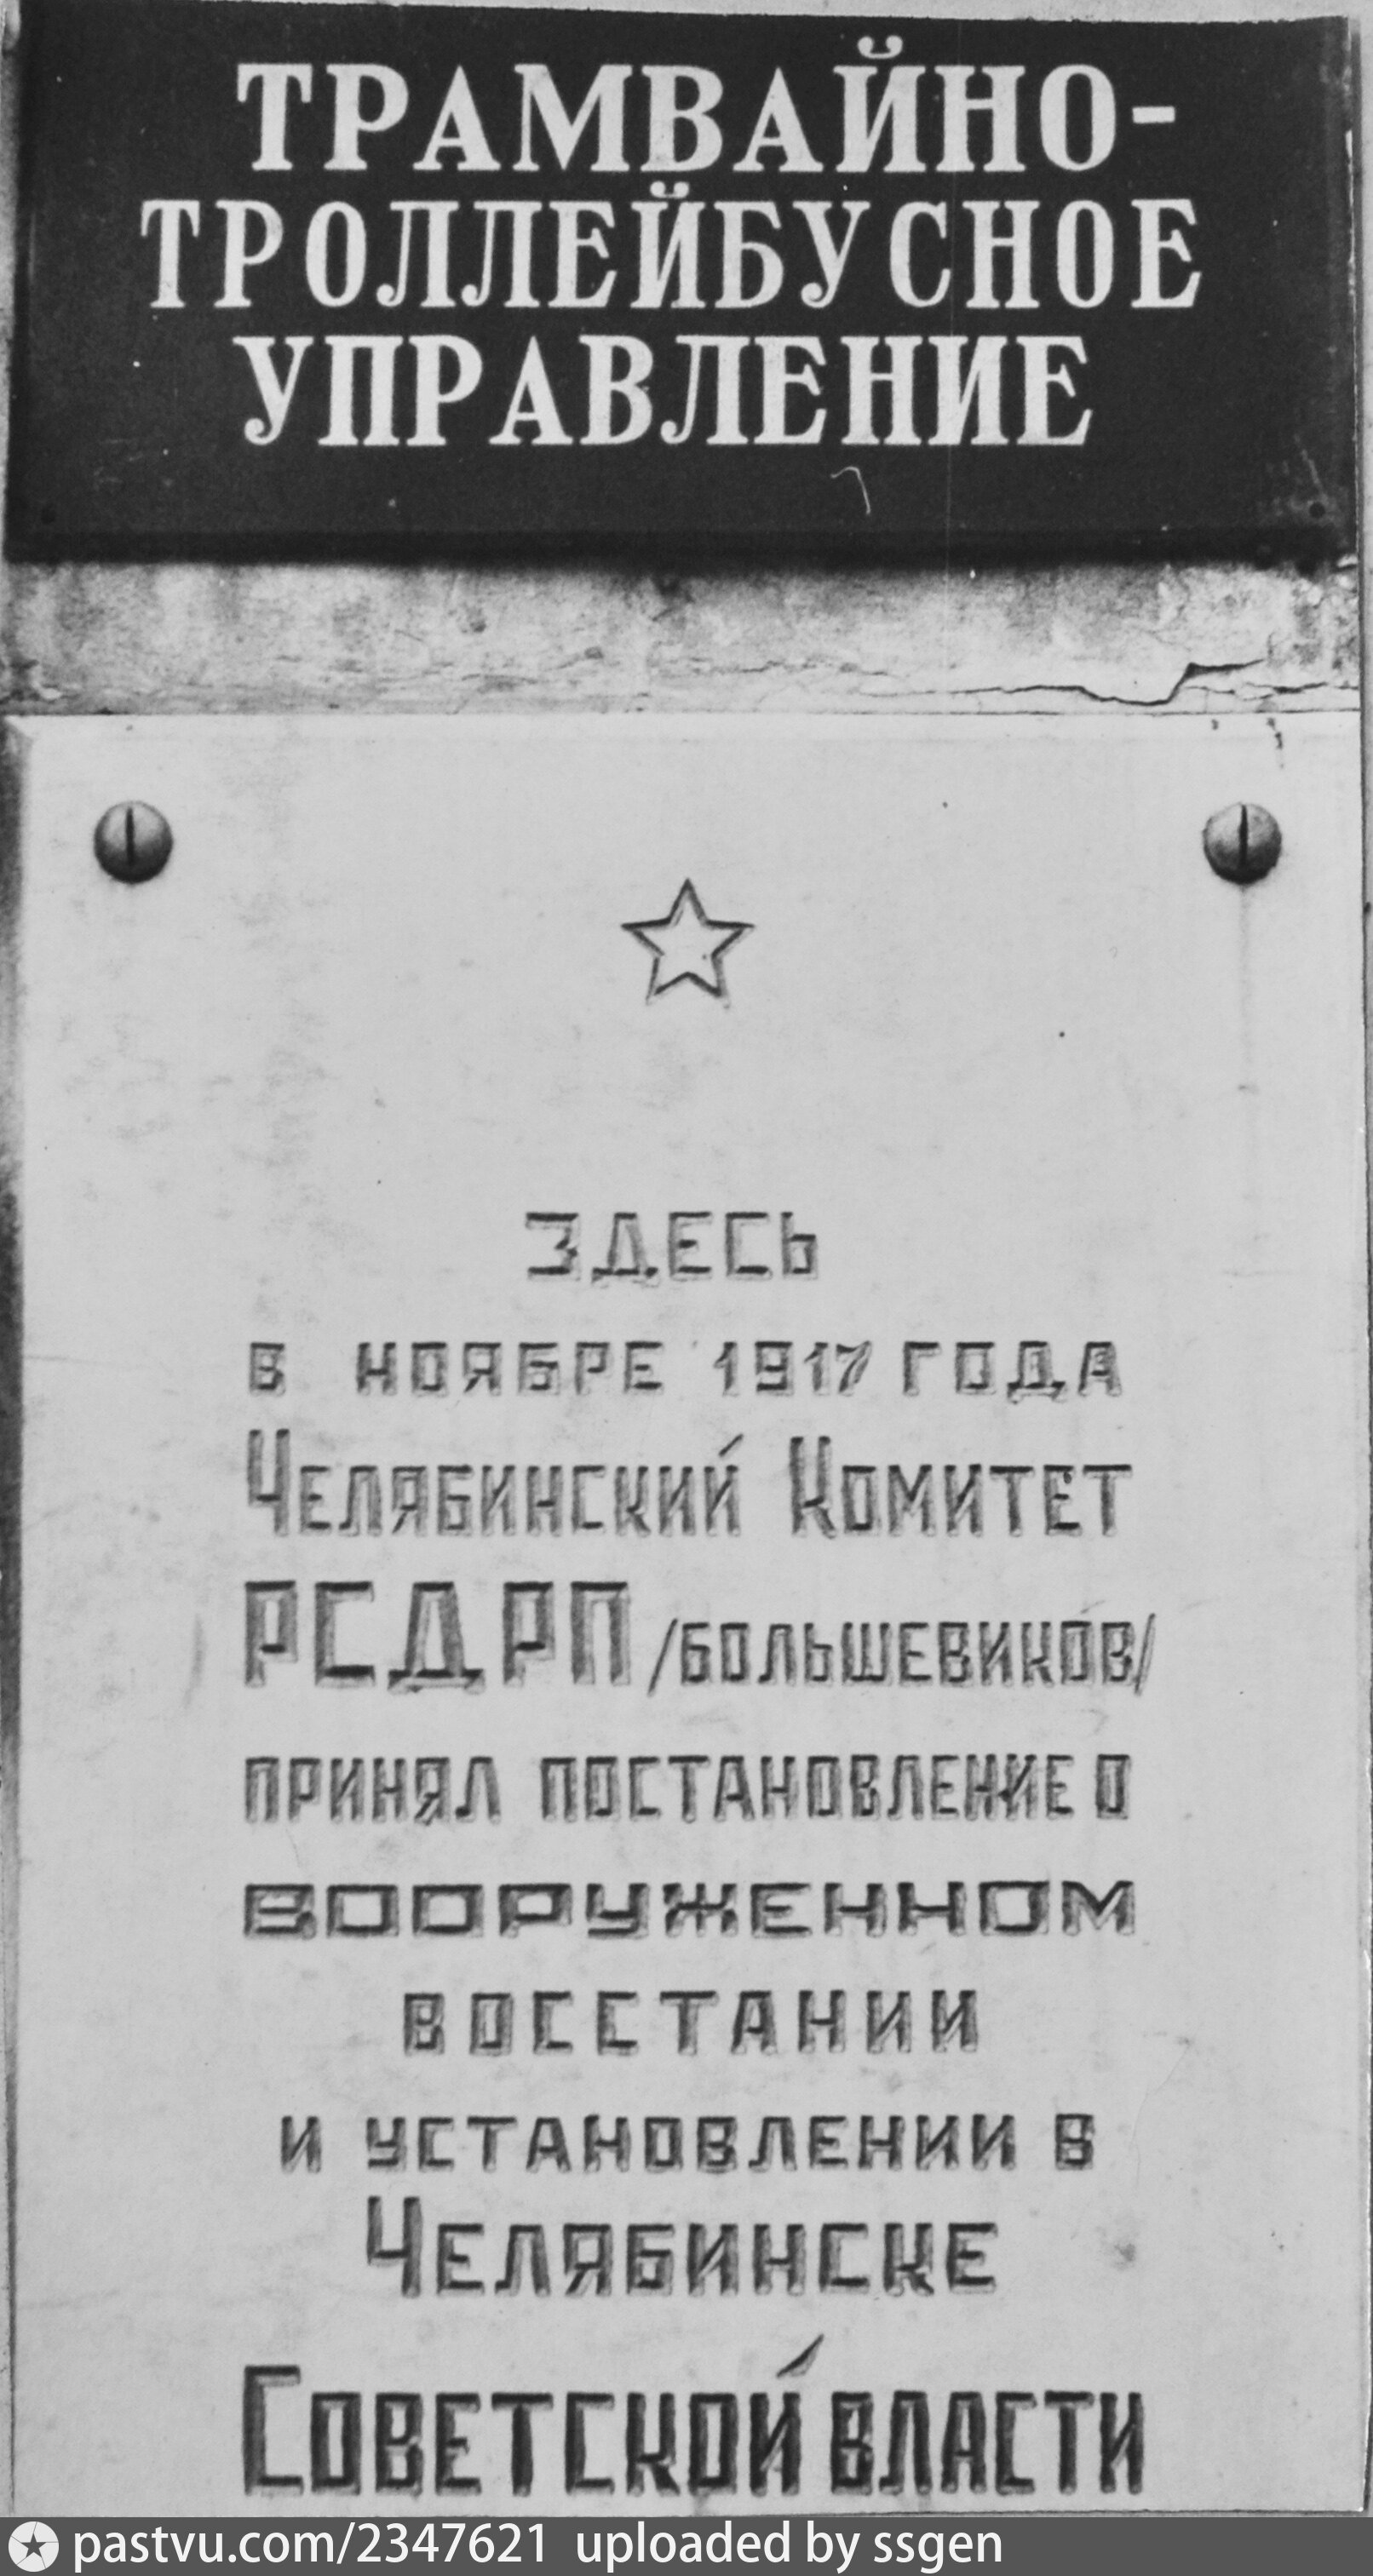 ТРАМВАЙНО-
ТРОЛЛЕЙБУСНОЕ
УПРАВЛЕНИЕ
ЗДЕСЬ
В НОЯБРЕ 1917 ГОДА
ЧЕЛЯБИНСКИЙ КОМИТЕТ
РСДРП /БОЛЬШЕВИКОВ/
ПРИНЯЛ ПОСТАНОВЛЕНИЕ О
ВООРУЖЕННОМ
ВОССТАНИИ
И УСТАНОВЛЕНИИ В
ЧЕЛЯБИНСКЕ
СОВЕТСКОЙ ВЛАСТИ
pastvu.com/2347621 uploaded by ssgen